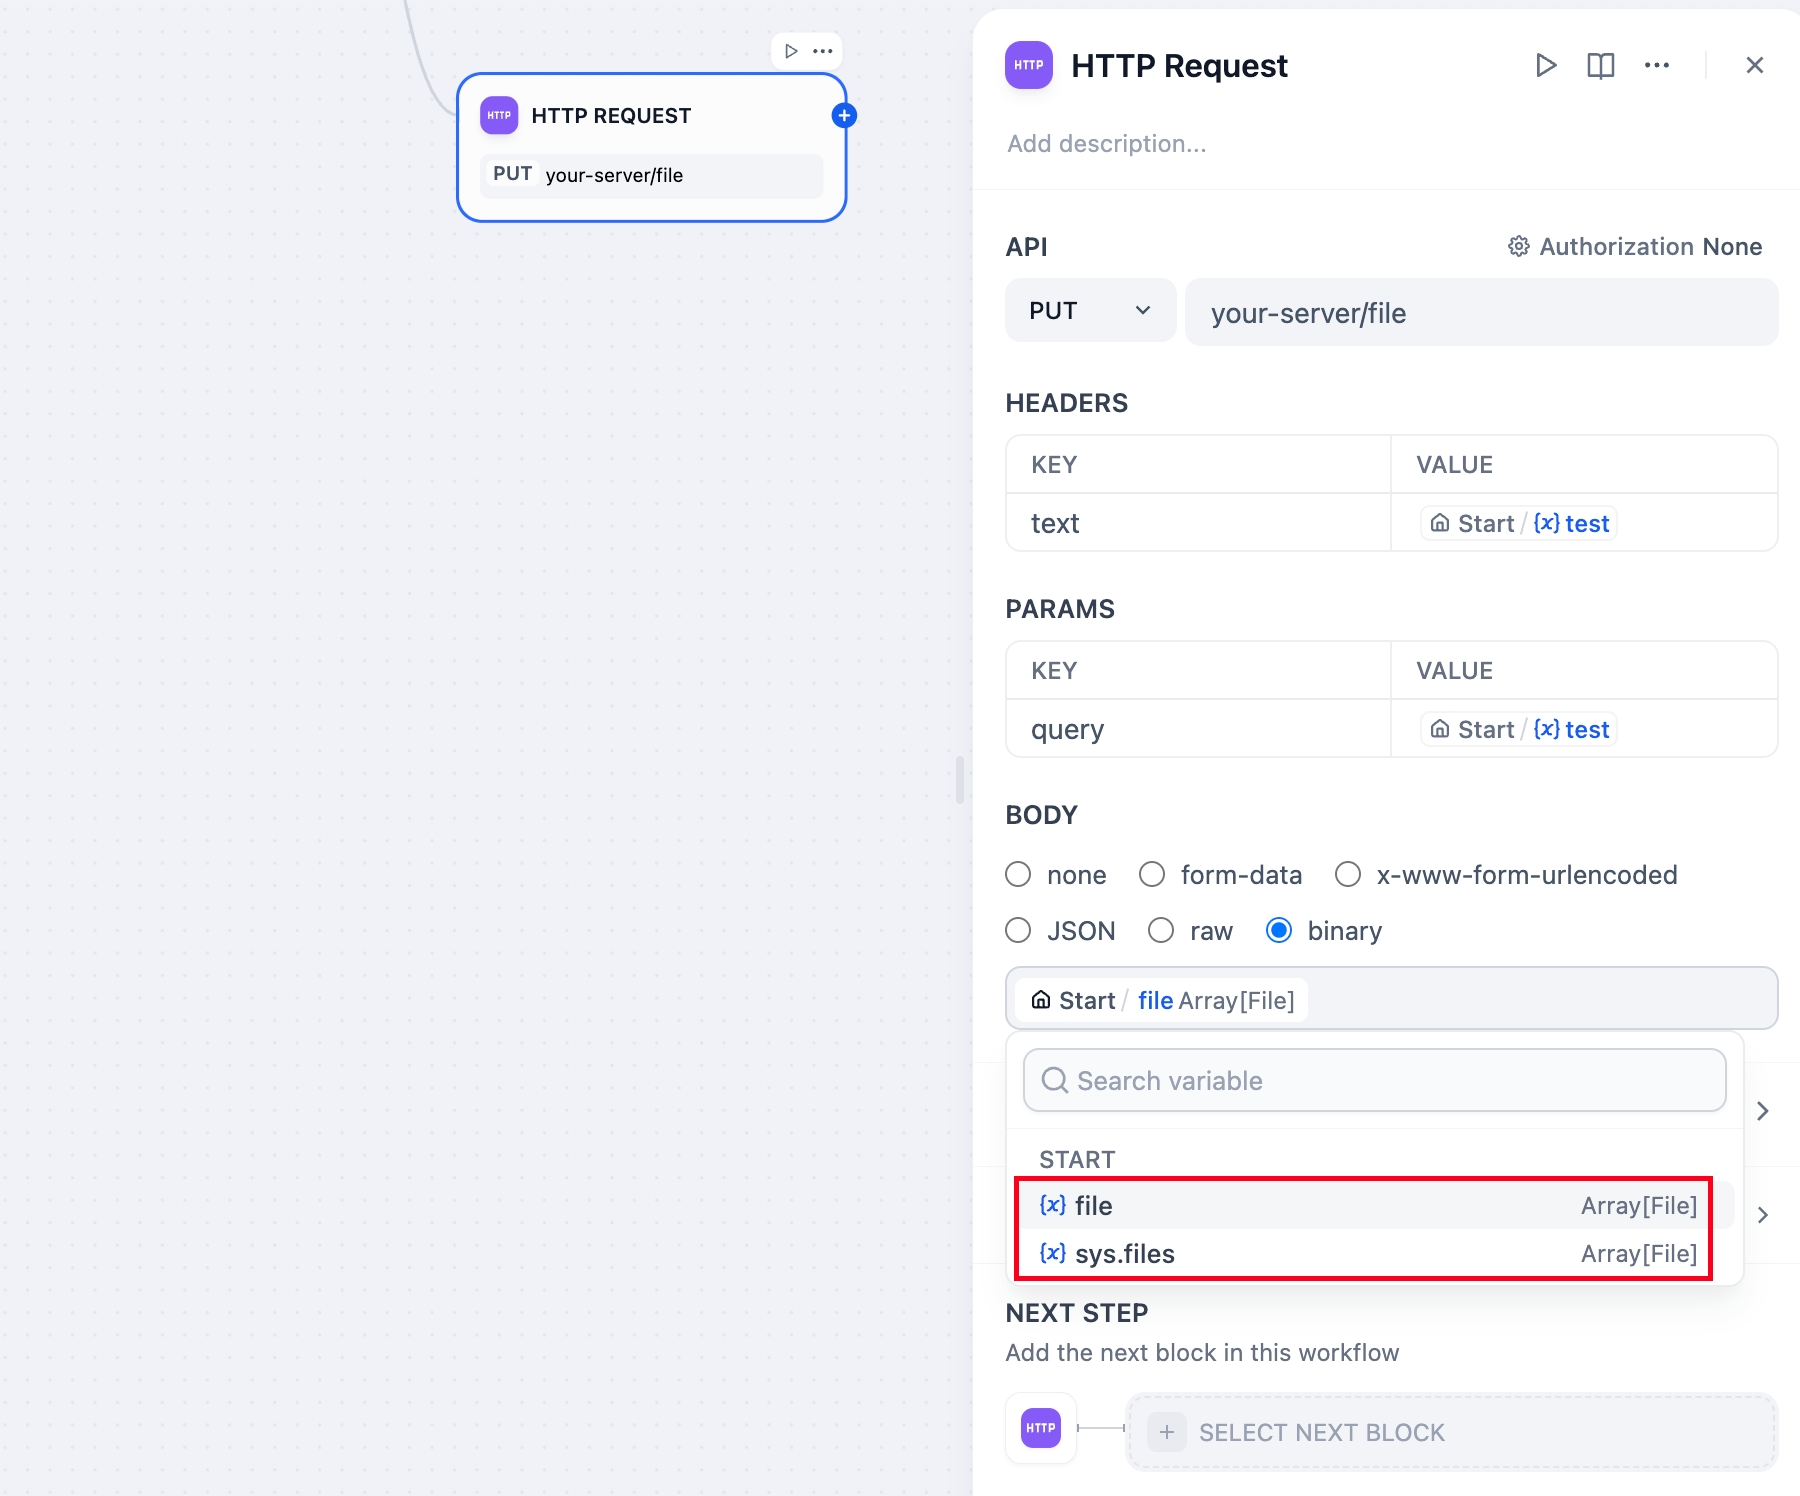 HTTP HTTP REQUEST
PUT your-server/file
HTTP HTTP Request
Add description...
API Authorization None
PUT your-server/file
HEADERS
KEY VALUE
text Start / {x} test
PARAMS
KEY VALUE
query Start / {x} test
BODY
none form-data x-www-form-urlencoded
JSON raw binary
Start / file Array[File]
Search variable
START
{x} file Array[File]
{x} sys.files Array[File]
NEXT STEP
Add the next block in this workflow
HTTP + SELECT NEXT BLOCK